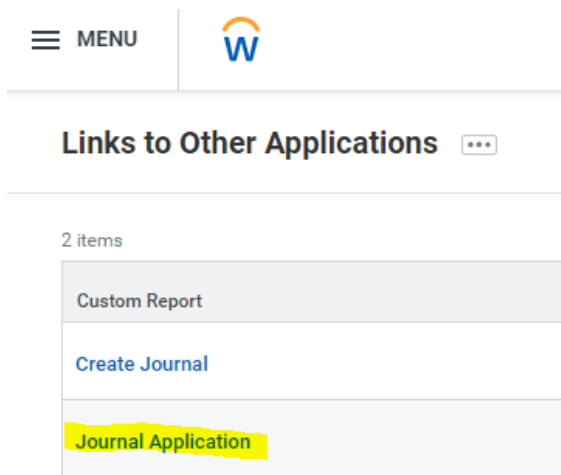 MENU
W
Links to Other Applications
2 items
Custom Report
Create Journal
Journal Application